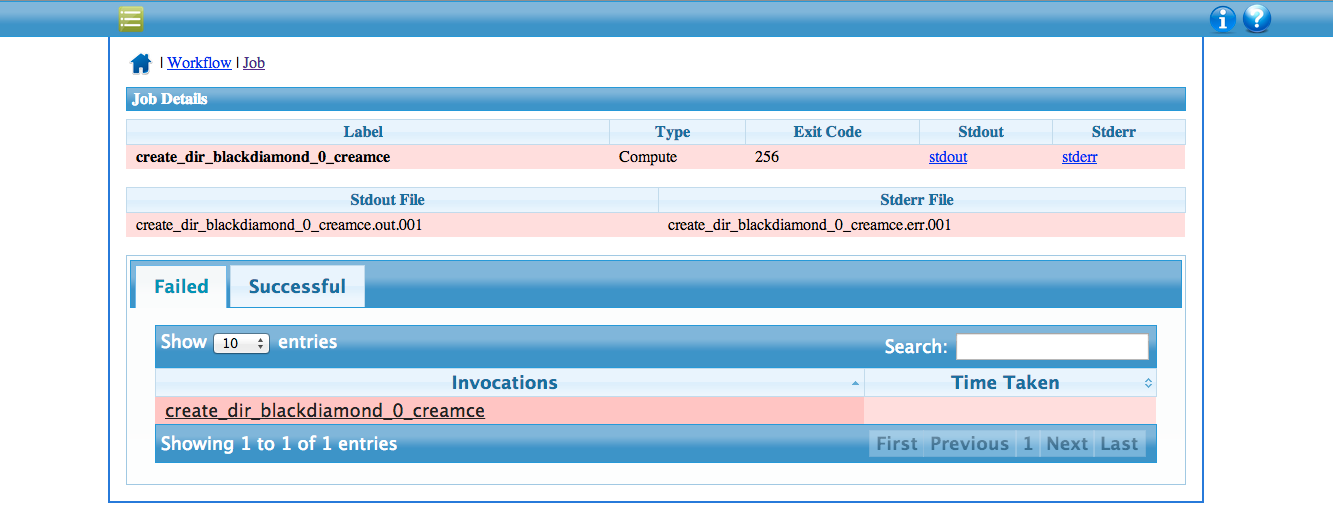 | Workflow | Job
Job Details
Label Type Exit Code Stdout Stderr
create_dir_blackdiamond_0_creamce Compute 256 stdout stderr
Stdout File Stderr File
create_dir_blackdiamond_0_creamce.out.001 create_dir_blackdiamond_0_creamce.err.001
Failed Successful
Show 10 entries Search:
Invocations Time Taken
create_dir_blackdiamond_0_creamce
Showing 1 to 1 of 1 entries First Previous 1 Next Last